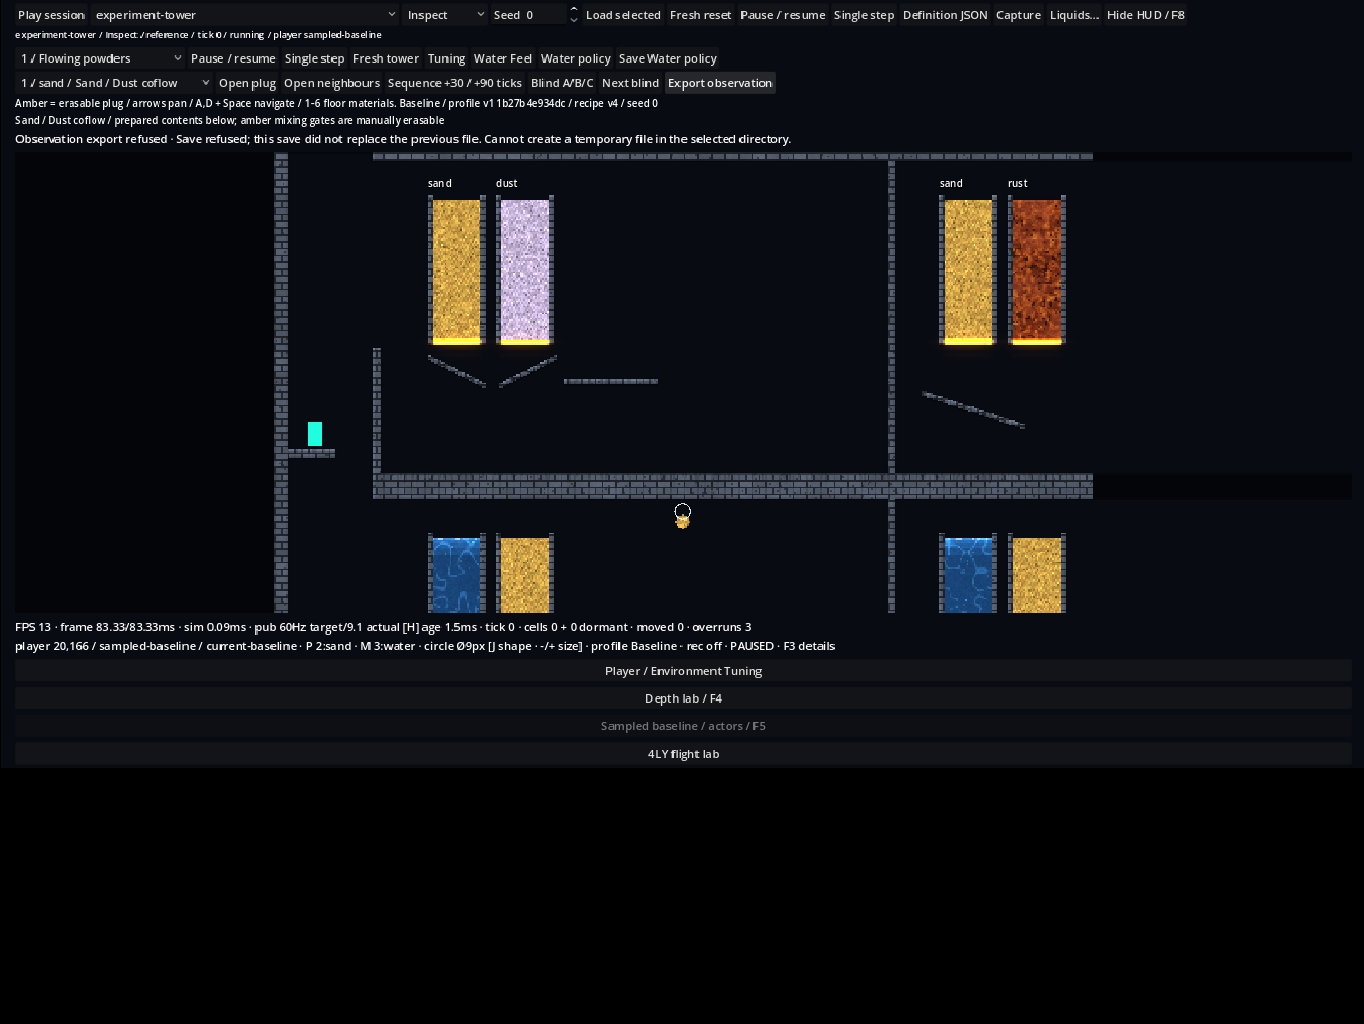 Play session experiment-tower Inspect Seed 0 Load selected Fresh reset Pause / resume Single step Definition JSON Capture Liquids... Hide HUD / F8
experiment-tower / Inspect / reference / tick 0 / running / player sampled-baseline
1 / Flowing powders Pause / resume Single step Fresh tower Tuning Water Feel Water policy Save Water policy
1 / sand / Sand / Dust coflow Open plug Open neighbours Sequence +30 / +90 ticks Blind A/B/C Next blind Export observation
Amber = erasable plug / arrows pan / A,D + Space navigate / 1-6 floor materials. Baseline / profile v1 1b27b4e934dc / recipe v4 / seed 0
Sand / Dust coflow / prepared contents below; amber mixing gates are manually erasable
Observation export refused · Save refused; this save did not replace the previous file. Cannot create a temporary file in the selected directory.
sand dust sand rust
FPS 13 · frame 83.33/83.33ms · sim 0.09ms · pub 60Hz target/9.1 actual [H] age 1.5ms · tick 0 · cells 0 + 0 dormant · moved 0 · overruns 3
player 20,166 / sampled-baseline / current-baseline · P 2:sand · M 3:water · circle Ø9px [J shape · -/+ size] · profile Baseline · rec off · PAUSED · F3 details
Player / Environment Tuning
Depth lab / F4
Sampled baseline / actors / F5
4LY flight lab